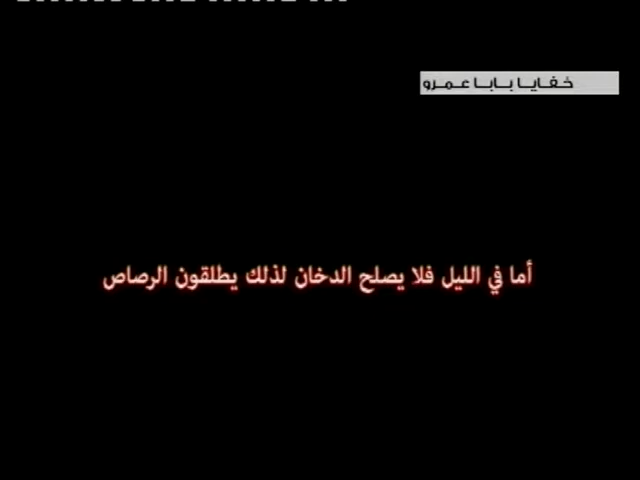 خفايا بابا عمرو
أما في الليل فلا يصلح الدخان لذلك يطلقون الرصاص